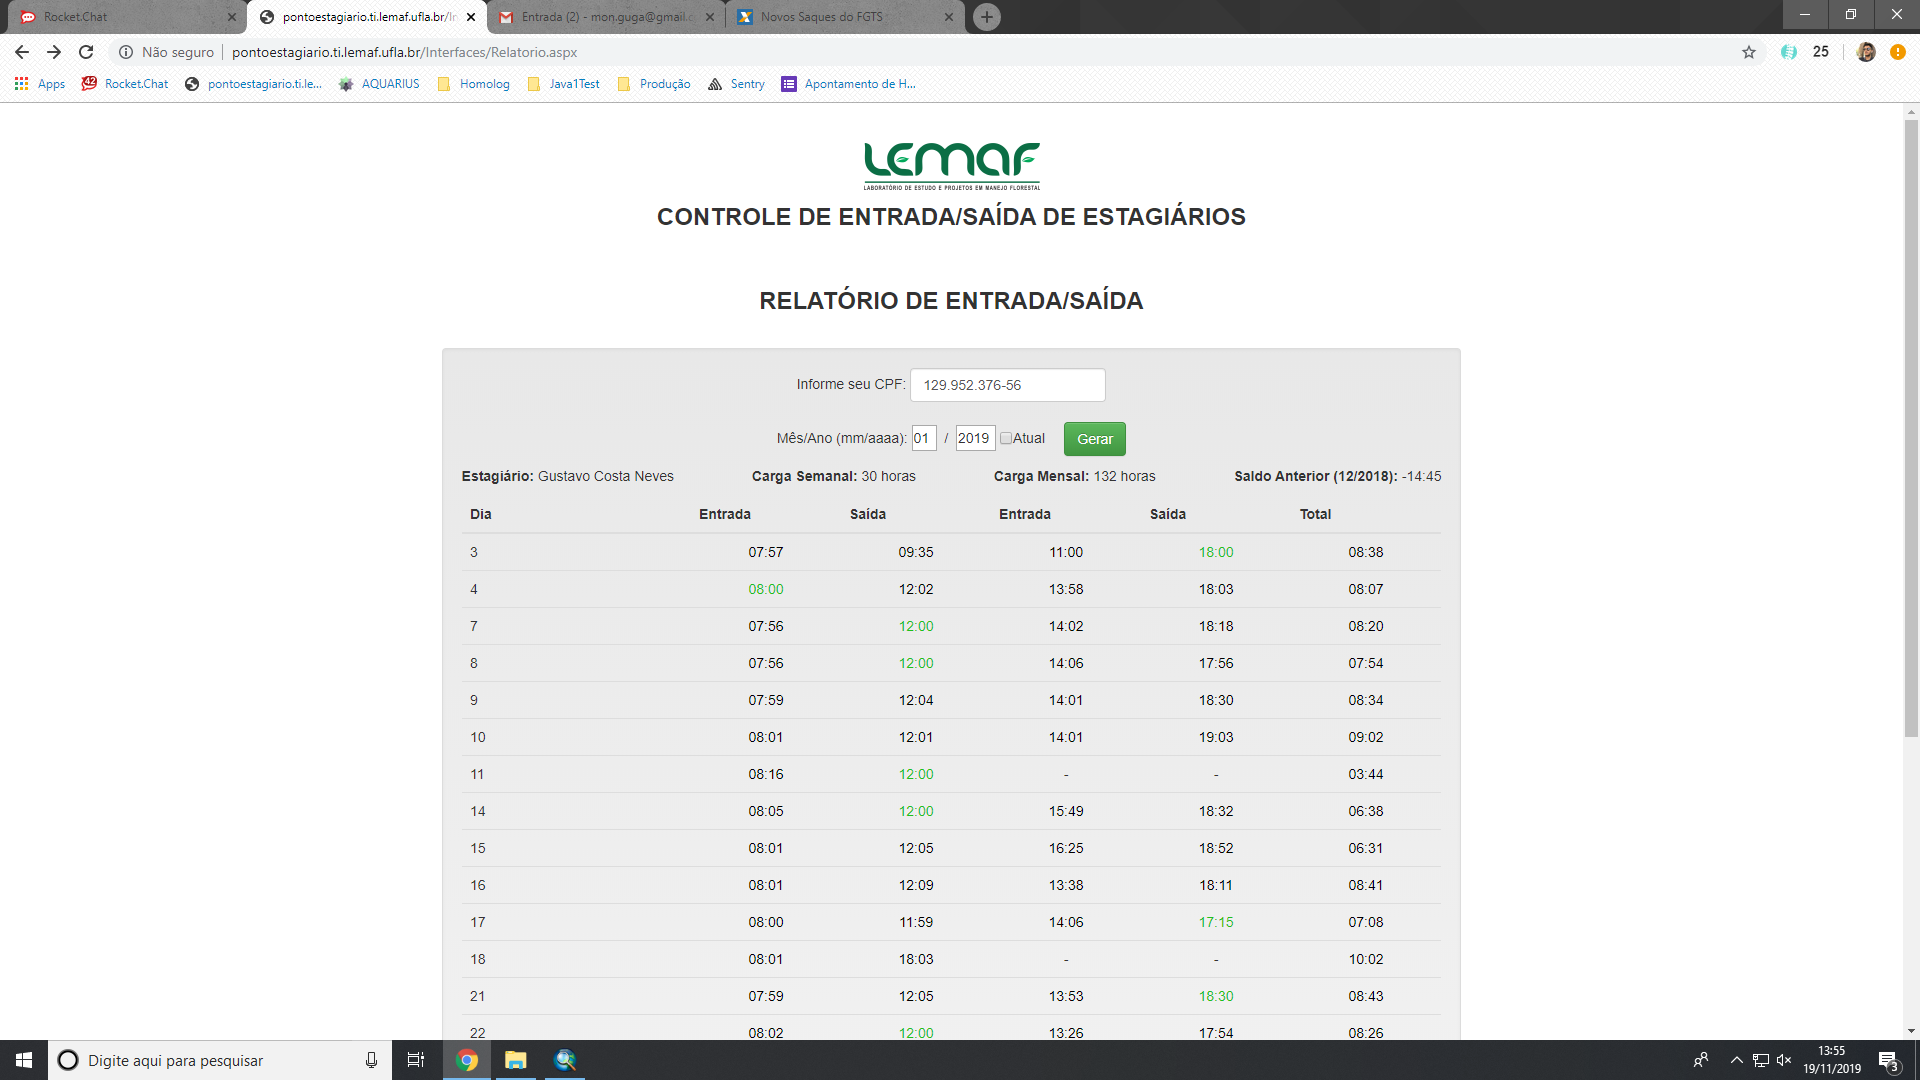 Rocket.Chat
pontoestagiario.ti.lemaf.ufla.br/In
Entrada (2) - mon.guga@gmail.c
Novos Saques do FGTS
Não seguro
pontoestagiario.ti.lemaf.ufla.br/Interfaces/Relatorio.aspx
25
Apps Rocket.Chat pontoestagiario.ti.le... AQUARIUS Homolog Java1Test Produção Sentry Apontamento de H...
LEMAF
LABORATÓRIO DE ESTUDO E PROJETOS EM MANEJO FLORESTAL
CONTROLE DE ENTRADA/SAÍDA DE ESTAGIÁRIOS
RELATÓRIO DE ENTRADA/SAÍDA
Informe seu CPF: 129.952.376-56
Mês/Ano (mm/aaaa): 01 / 2019 Atual Gerar
Estagiário: Gustavo Costa Neves Carga Semanal: 30 horas Carga Mensal: 132 horas Saldo Anterior (12/2018): -14:45
Dia Entrada Saída Entrada Saída Total
3 07:57 09:35 11:00 18:00 08:38
4 08:00 12:02 13:58 18:03 08:07
7 07:56 12:00 14:02 18:18 08:20
8 07:56 12:00 14:06 17:56 07:54
9 07:59 12:04 14:01 18:30 08:34
10 08:01 12:01 14:01 19:03 09:02
11 08:16 12:00 - - 03:44
14 08:05 12:00 15:49 18:32 06:38
15 08:01 12:05 16:25 18:52 06:31
16 08:01 12:09 13:38 18:11 08:41
17 08:00 11:59 14:06 17:15 07:08
18 08:01 18:03 - - 10:02
21 07:59 12:05 13:53 18:30 08:43
22 08:02 12:00 13:26 17:54 08:26
Digite aqui para pesquisar
13:55
19/11/2019
3